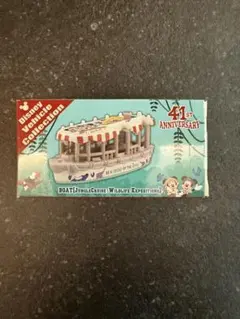 Disney
Vehicle
Collection
41ST
ANNIVERSARY
BOAT(JUNGLE CRUISE : WILDLIFE EXPEDITIONS)